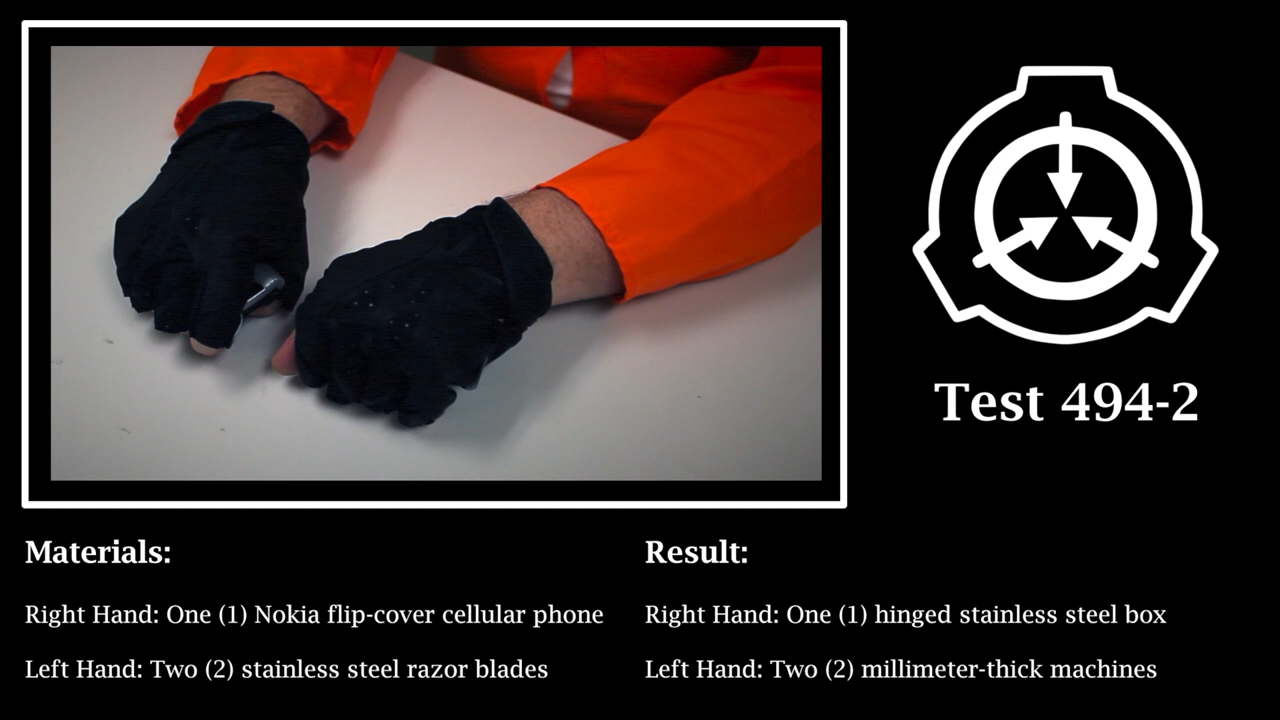 Test 494-2
Materials:
Right Hand: One (1) Nokia flip-cover cellular phone
Left Hand: Two (2) stainless steel razor blades
Result:
Right Hand: One (1) hinged stainless steel box
Left Hand: Two (2) millimeter-thick machines